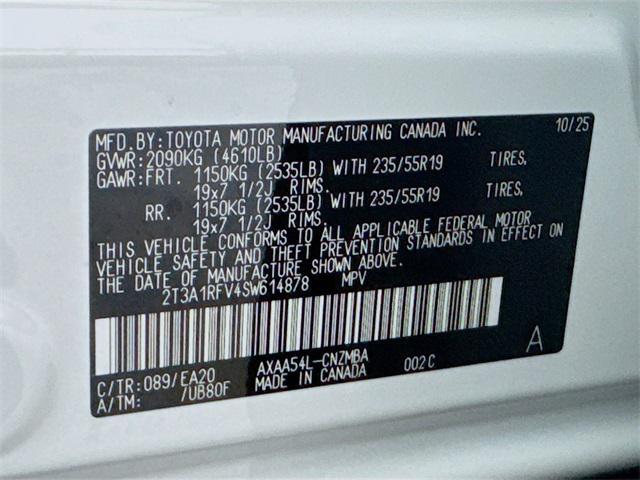 MFD. BY: TOYOTA MOTOR MANUFACTURING CANADA INC. 10/25
GVWR: 2090KG (4610LB)
GAWR: FRT. 1150KG (2535LB) WITH 235/55R19 TIRES,
19x7 1/2J RIMS.
RR. 1150KG (2535LB) WITH 235/55R19 TIRES,
19x7 1/2J RIMS.
THIS VEHICLE CONFORMS TO ALL APPLICABLE FEDERAL MOTOR
VEHICLE SAFETY AND THEFT PREVENTION STANDARDS IN EFFECT ON
THE DATE OF MANUFACTURE SHOWN ABOVE.
2T3A1RFV4SW614878 MPV
C/TR: 089/EA20 AXAA54L-CNZMBA 002C A
A/TM: /UB80F MADE IN CANADA